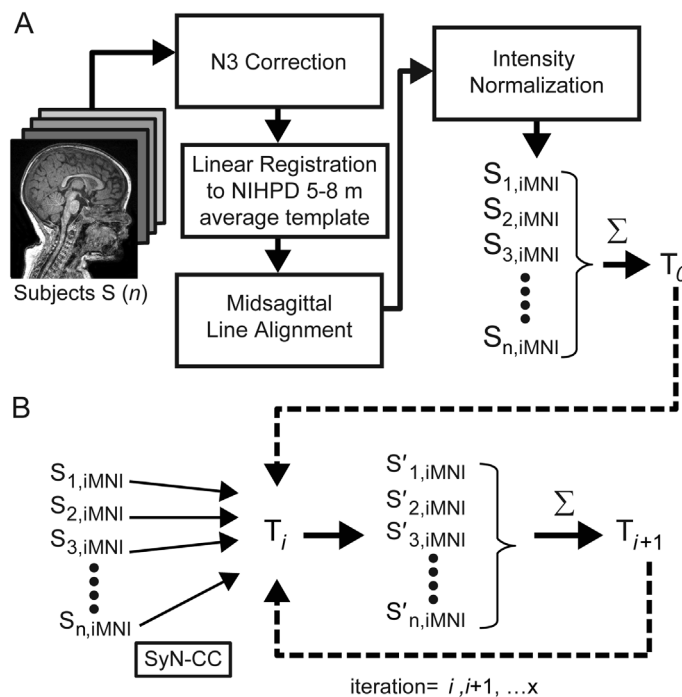 A
N3 Correction
Intensity
Normalization
Linear Registration
to NIHPD 5-8 m
average template
Midsagittal
Line Alignment
Subjects S (n)
S1,iMNI
S2,iMNI
S3,iMNI
Sn,iMNI
Σ
T0
B
S1,iMNI
S2,iMNI
S3,iMNI
Sn,iMNI
SyN-CC
Ti
S'1,iMNI
S'2,iMNI
S'3,iMNI
S'n,iMNI
Σ
Ti+1
iteration= i ,i+1, ...x